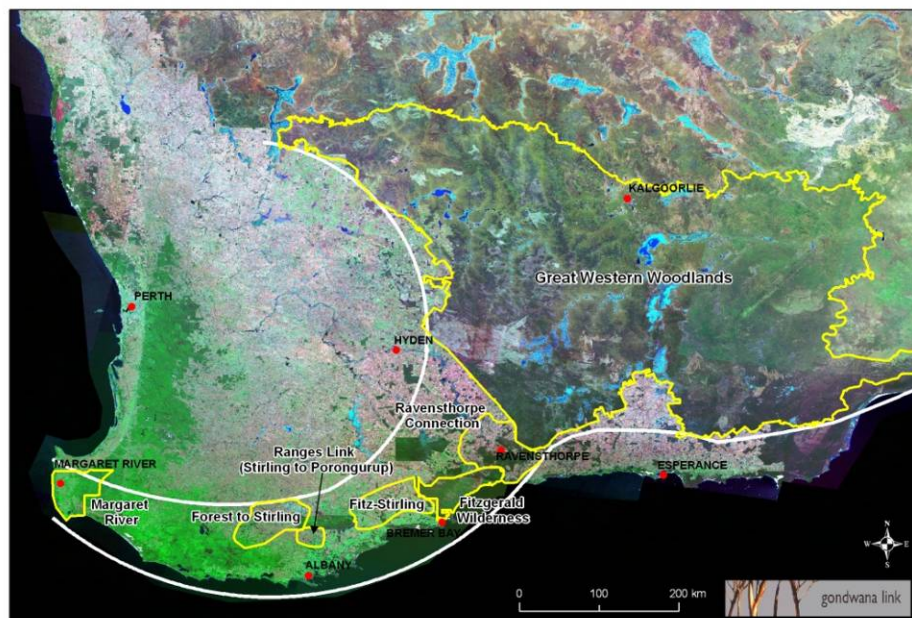 KALGOORLIE
Great Western Woodlands
PERTH
HYDEN
Ravensthorpe
Connection
Ranges Link
(Stirling to Porongurup)
RAVENSTHORPE
MARGARET RIVER
ESPERANCE
Margaret
River
Forest to Stirling
Fitz-Stirling
Fitzgerald
Wilderness
BREMER BAY
ALBANY
N
W E
S
0 100 200 km
gondwana link